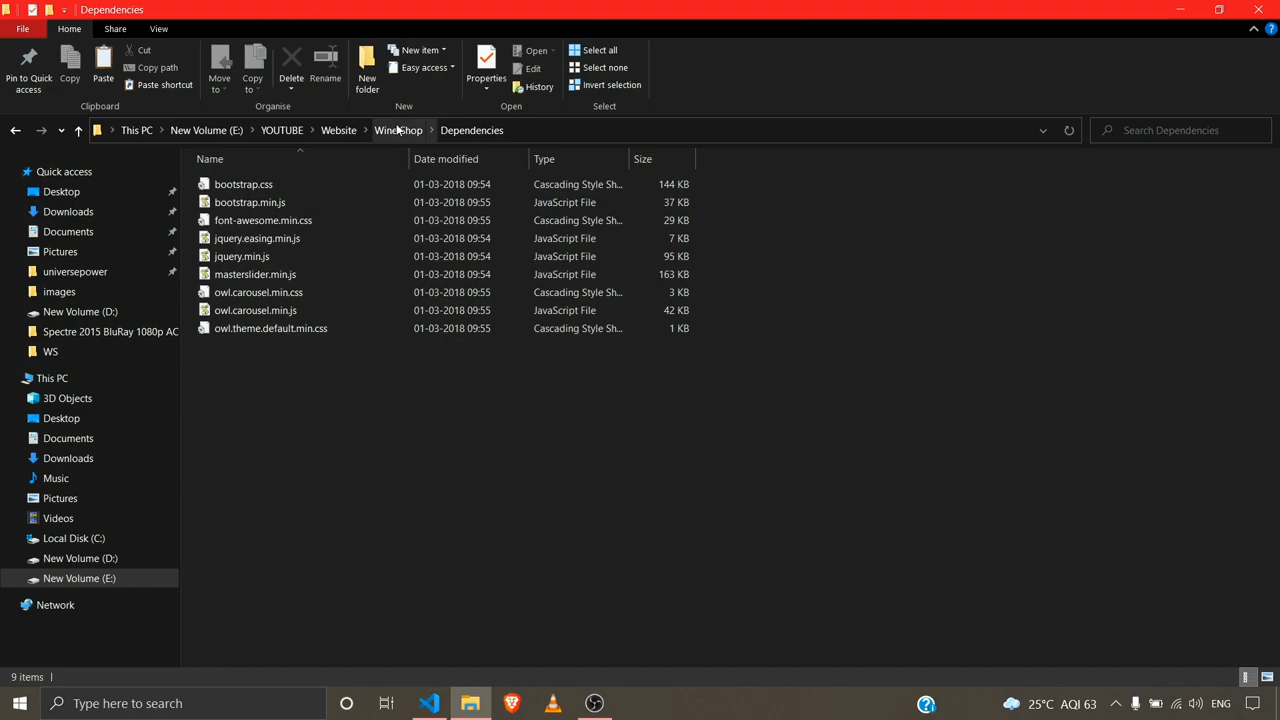 Dependencies
File Home Share View
Pin to Quick access
Copy
Paste
Cut
Copy path
Paste shortcut
Clipboard
Move to
Copy to
Delete
Rename
Organise
New folder
New item
Easy access
New
Properties
Open
Edit
History
Open
Select all
Select none
Invert selection
Select
This PC New Volume (E:) YOUTUBE Website Dependencies
Search Dependencies
Name Date modified Type Size
bootstrap.css 01-03-2018 09:54 Cascading Style Sh... 144 KB
bootstrap.min.js 01-03-2018 09:55 JavaScript File 37 KB
font-awesome.min.css 01-03-2018 09:55 Cascading Style Sh... 29 KB
jquery.easing.min.js 01-03-2018 09:54 JavaScript File 7 KB
jquery.min.js 01-03-2018 09:54 JavaScript File 95 KB
masterslider.min.js 01-03-2018 09:54 JavaScript File 163 KB
owl.carousel.min.css 01-03-2018 09:55 Cascading Style Sh... 3 KB
owl.carousel.min.js 01-03-2018 09:55 JavaScript File 42 KB
owl.theme.default.min.css 01-03-2018 09:55 Cascading Style Sh... 1 KB
Quick access
Desktop
Downloads
Documents
Pictures
universepower
images
New Volume (D:)
Spectre 2015 BluRay 1080p AC
WS
This PC
3D Objects
Desktop
Documents
Downloads
Music
Pictures
Videos
Local Disk (C:)
New Volume (D:)
New Volume (E:)
Network
9 items
Type here to search
25°C AQI 63
ENG